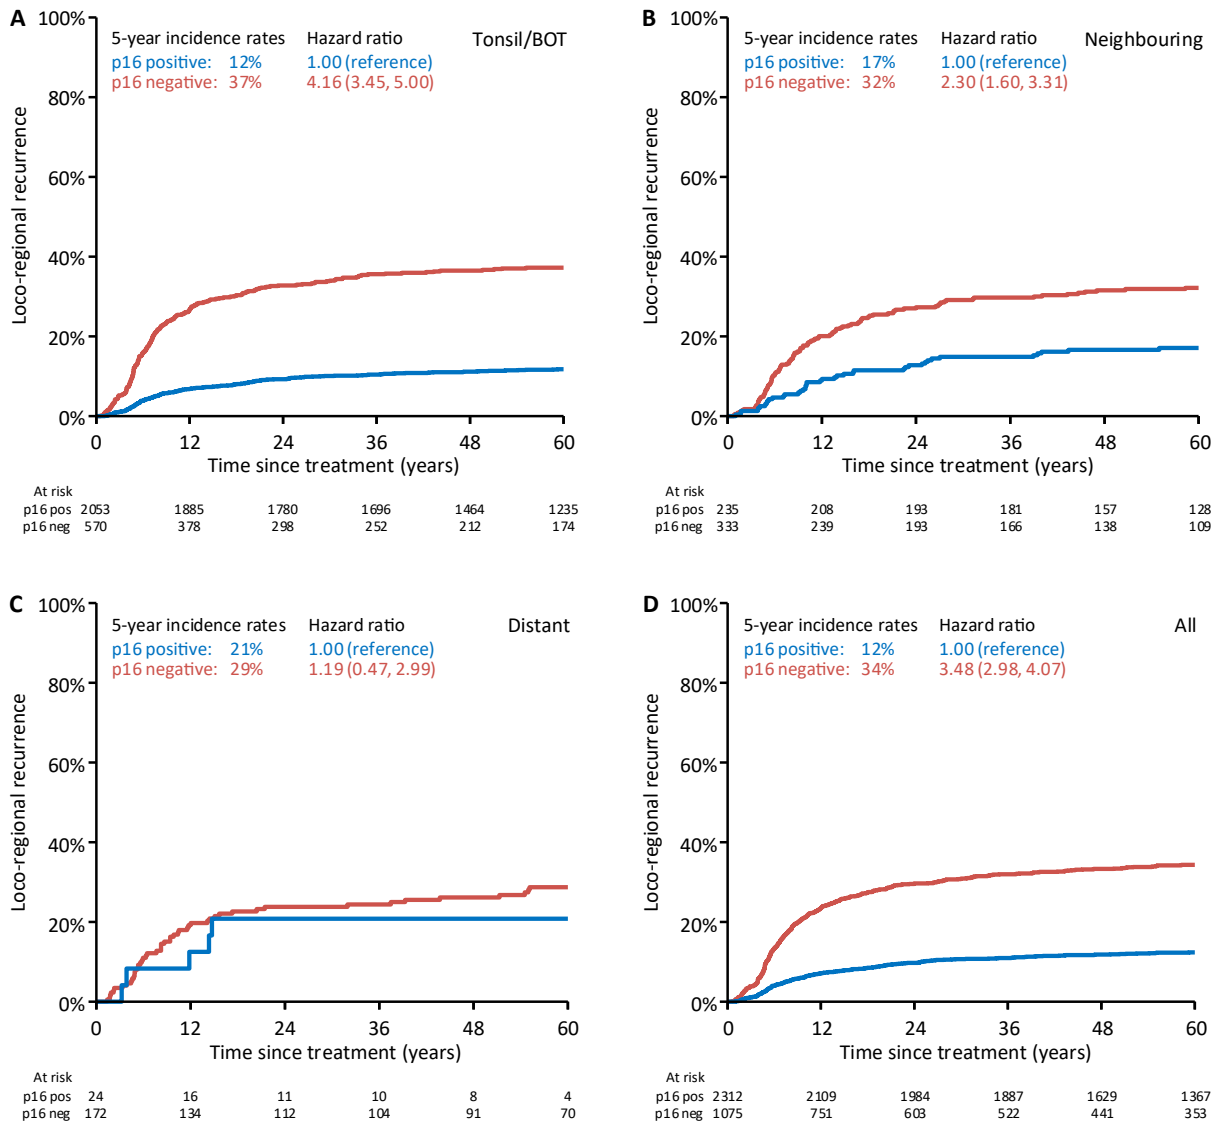 A
100%
80%
60%
40%
20%
0%
Loco-regional recurrence
5-year incidence rates Hazard ratio Tonsil/BOT
p16 positive: 12% 1.00 (reference)
p16 negative: 37% 4.16 (3.45, 5.00)
0 12 24 36 48 60
Time since treatment (years)
At risk
p16 pos 2053 1885 1780 1696 1464 1235
p16 neg 570 378 298 252 212 174
B
100%
80%
60%
40%
20%
0%
Loco-regional recurrence
5-year incidence rates Hazard ratio Neighbouring
p16 positive: 17% 1.00 (reference)
p16 negative: 32% 2.30 (1.60, 3.31)
0 12 24 36 48 60
Time since treatment (years)
At risk
p16 pos 235 208 193 181 157 128
p16 neg 333 239 193 166 138 109
C
100%
80%
60%
40%
20%
0%
Loco-regional recurrence
5-year incidence rates Hazard ratio Distant
p16 positive: 21% 1.00 (reference)
p16 negative: 29% 1.19 (0.47, 2.99)
0 12 24 36 48 60
Time since treatment (years)
At risk
p16 pos 24 16 11 10 8 4
p16 neg 172 134 112 104 91 70
D
100%
80%
60%
40%
20%
0%
Loco-regional recurrence
5-year incidence rates Hazard ratio All
p16 positive: 12% 1.00 (reference)
p16 negative: 34% 3.48 (2.98, 4.07)
0 12 24 36 48 60
Time since treatment (years)
At risk
p16 pos 2312 2109 1984 1887 1629 1367
p16 neg 1075 751 603 522 441 353